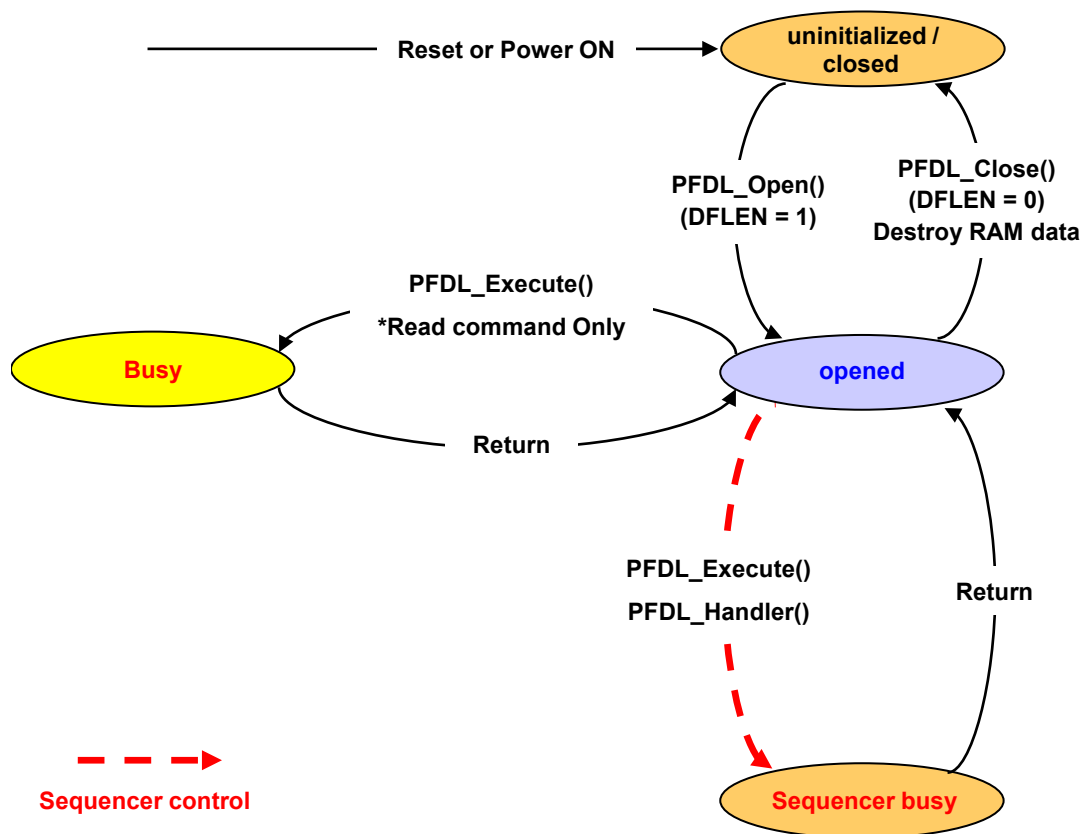 Reset or Power ON
uninitialized /
closed
PFDL_Open()
(DFLEN = 1)
PFDL_Close()
(DFLEN = 0)
Destroy RAM data
PFDL_Execute()
*Read command Only
Busy
opened
Return
PFDL_Execute()
PFDL_Handler()
Return
Sequencer control
Sequencer busy